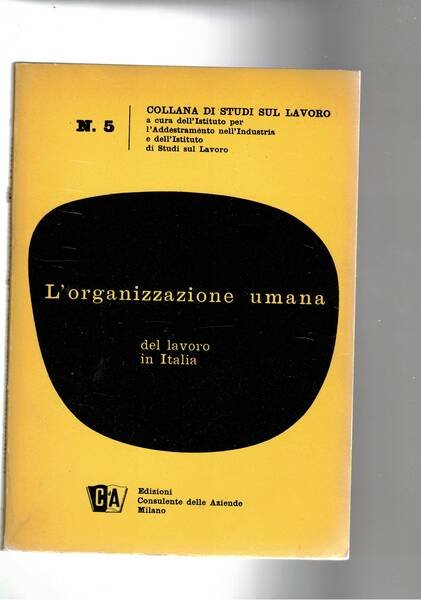 N. 5
COLLANA DI STUDI SUL LAVORO
a cura dell'Istituto per
l'Addestramento nell'Industria
e dell'Istituto
di Studi sul Lavoro
L'organizzazione umana
del lavoro
in Italia
CA
Edizioni
Consulente delle Aziende
Milano